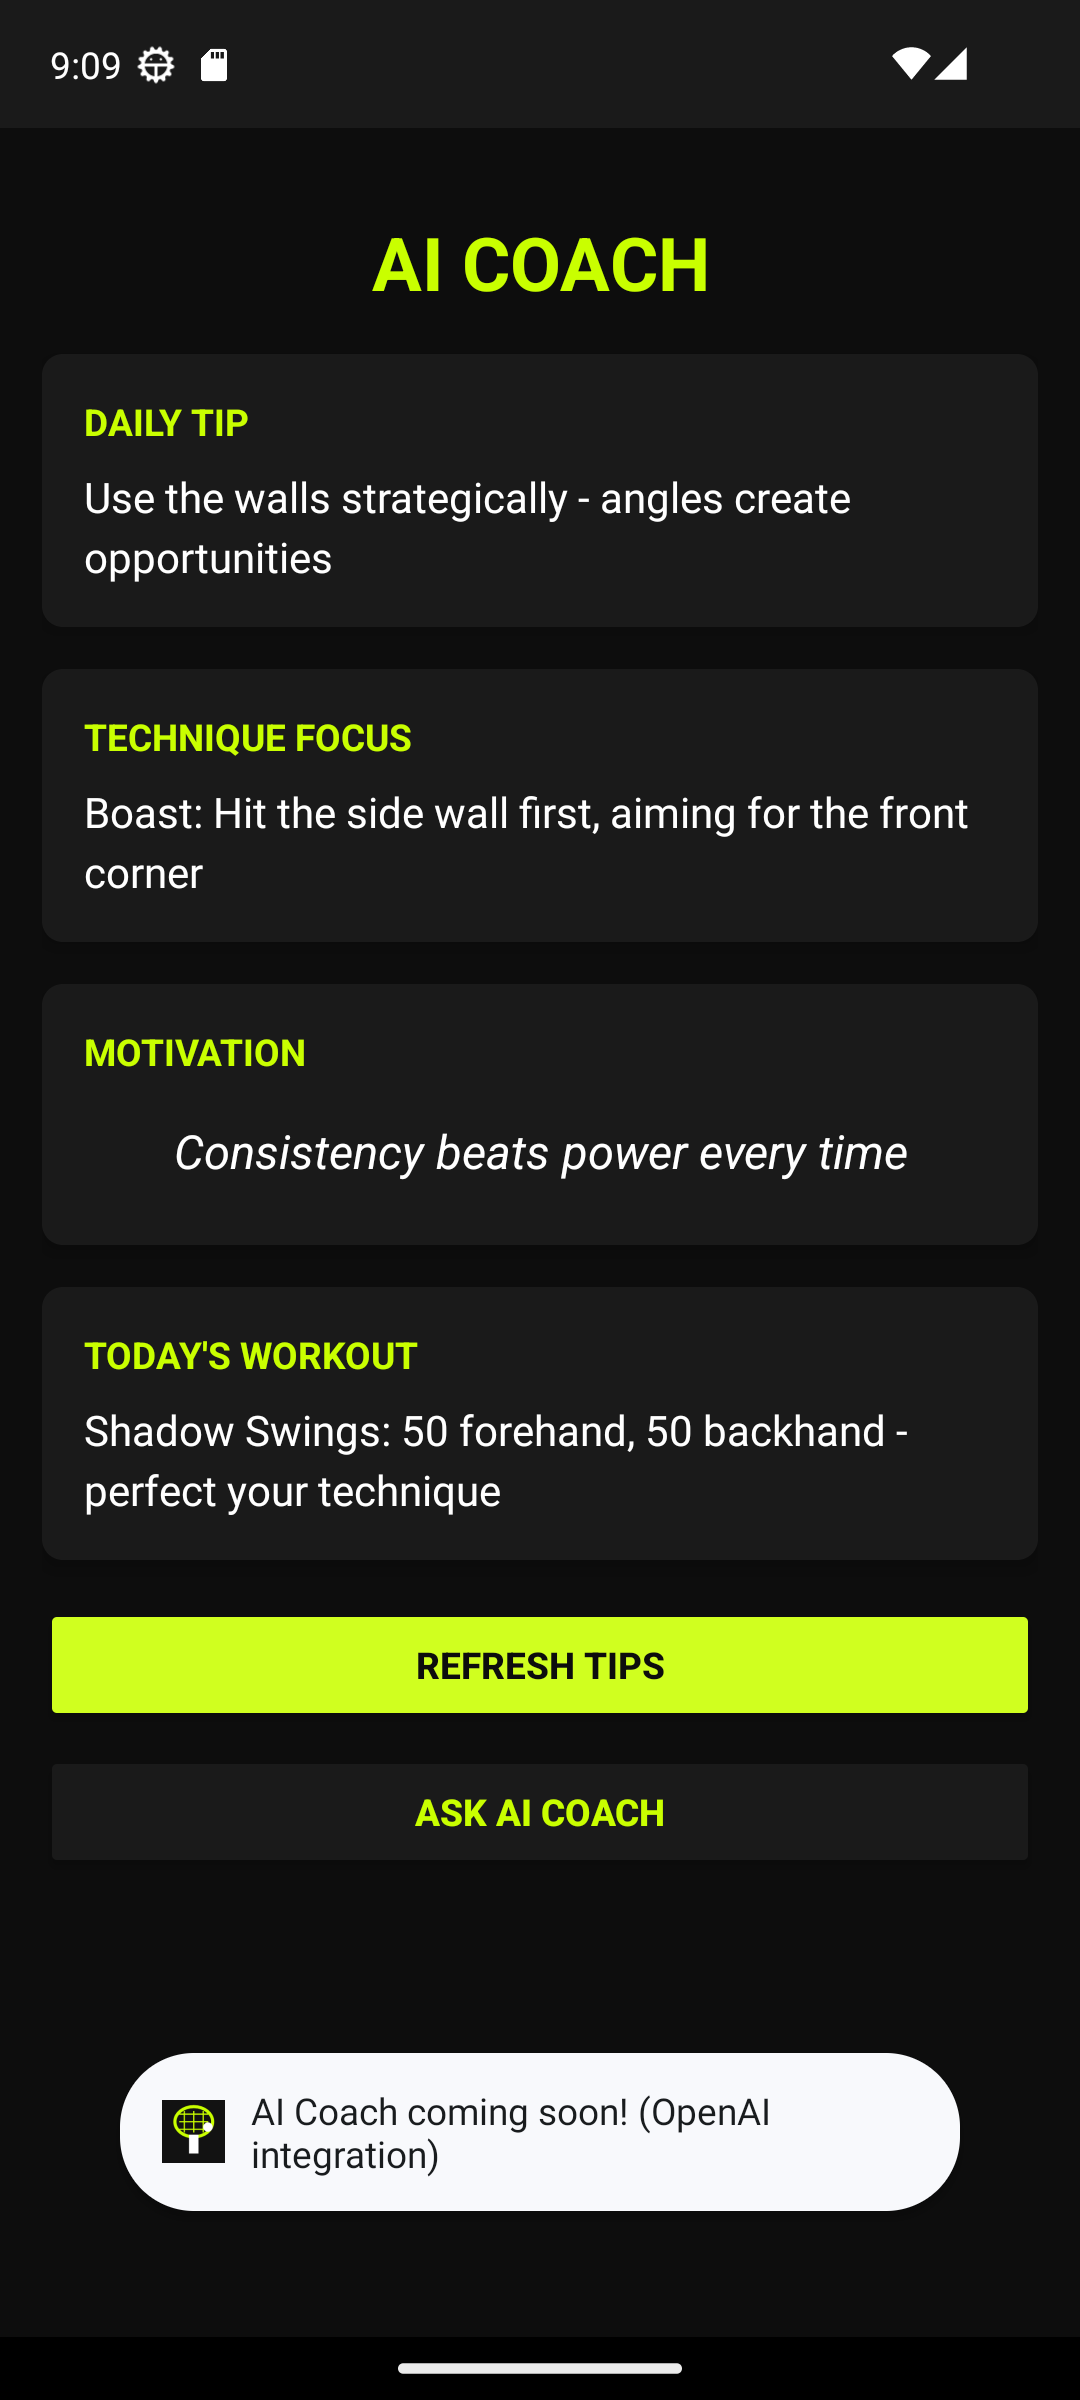 9:09
AI COACH
DAILY TIP
Use the walls strategically - angles create
opportunities
TECHNIQUE FOCUS
Boast: Hit the side wall first, aiming for the front
corner
MOTIVATION
Consistency beats power every time
TODAY'S WORKOUT
Shadow Swings: 50 forehand, 50 backhand -
perfect your technique
REFRESH TIPS
ASK AI COACH
AI Coach coming soon! (OpenAI
integration)